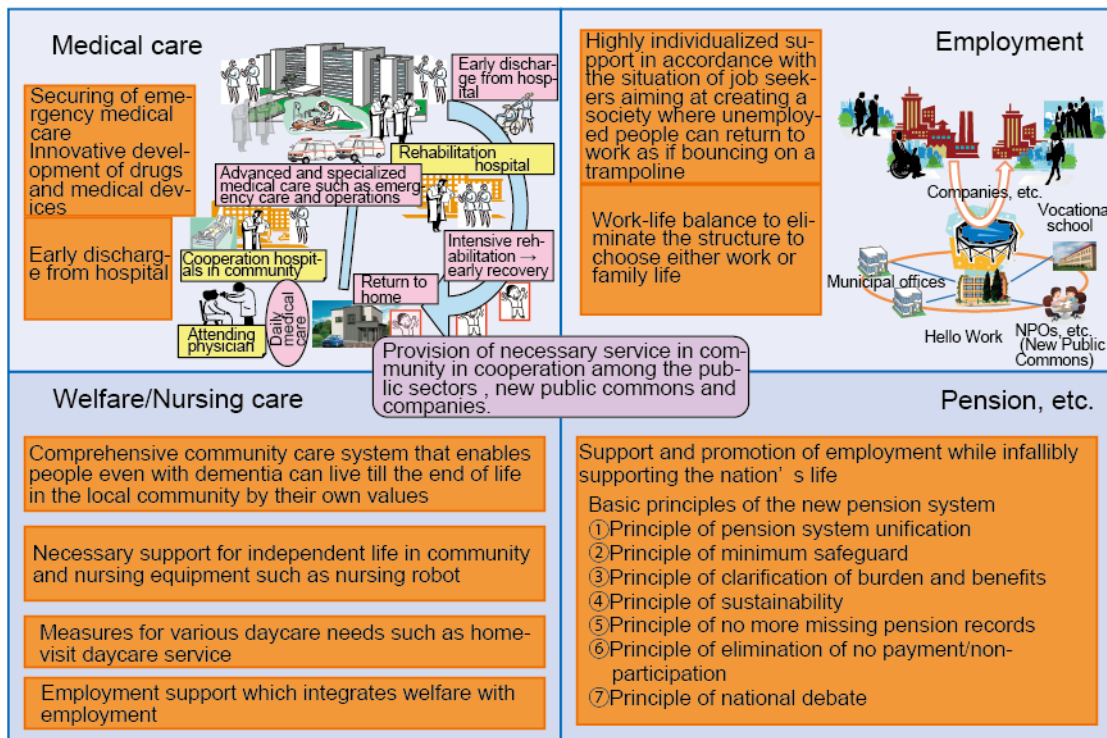 Medical care
Securing of eme-
rgency medical
care
Innovative devel-
opment of drugs
and medical dev-
ices
Early discharg-
e from hospital
Early dischar-
ge from hosp-
ital
Rehabilitation
hospital
Advanced and specialized
medical care such as emerg-
ency care and operations
Cooperation hospit-
als in community
Intensive reh-
abilitation →
early recovery
Return to
home
Attending
physician
Daily medical
care
Employment
Highly individualized su-
pport in accordance with
the situation of job seek-
ers aiming at creating a
society where unemploy-
ed people can return to
work as if bouncing on a
trampoline
Work-life balance to eli-
minate the structure to
choose either work or
family life
Companies, etc.
Vocational
school
Municipal offices
Hello Work
NPOs, etc.
(New Public
Commons)
Provision of necessary service in com-
munity in cooperation among the pub-
lic sectors , new public commons and
companies.
Welfare/Nursing care
Comprehensive community care system that enables
people even with dementia can live till the end of life
in the local community by their own values
Necessary support for independent life in community
and nursing equipment such as nursing robot
Measures for various daycare needs such as home-
visit daycare service
Employment support which integrates welfare with
employment
Pension, etc.
Support and promotion of employment while infallibly
supporting the nation' s life
Basic principles of the new pension system
①Principle of pension system unification
②Principle of minimum safeguard
③Principle of clarification of burden and benefits
④Principle of sustainability
⑤Principle of no more missing pension records
⑥Principle of elimination of no payment/non-
participation
⑦Principle of national debate